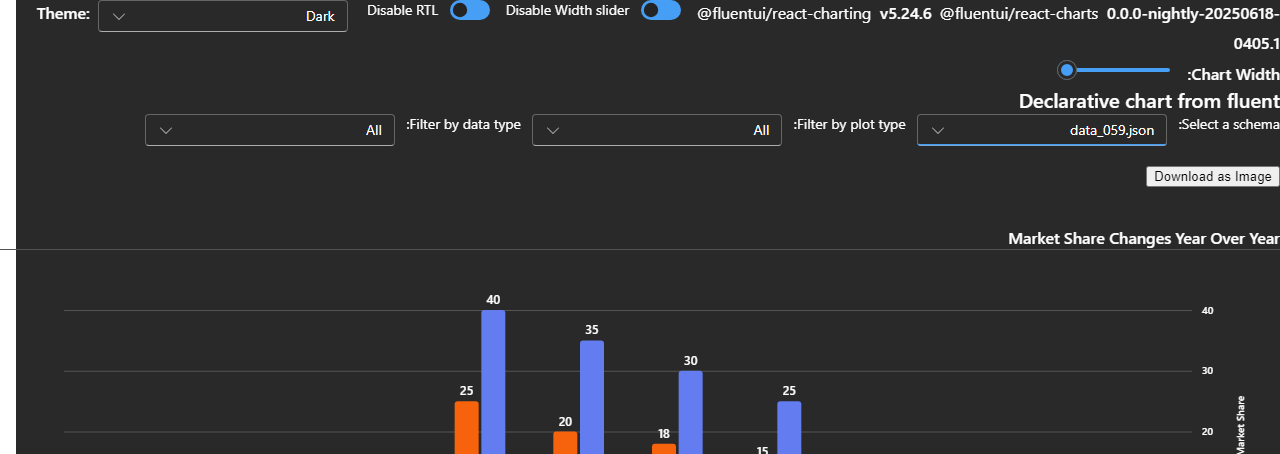 Theme: Dark Disable RTL Disable Width slider @fluentui/react-charting v5.24.6 @fluentui/react-charts 0.0.0-nightly-20250618-
0405.1
:Chart Width
Declarative chart from fluent
:Select a schema data_059.json :Filter by plot type All :Filter by data type All
Download as Image
Market Share Changes Year Over Year
40
35
30
25
25
20
18
15
40
30
20
Market Share